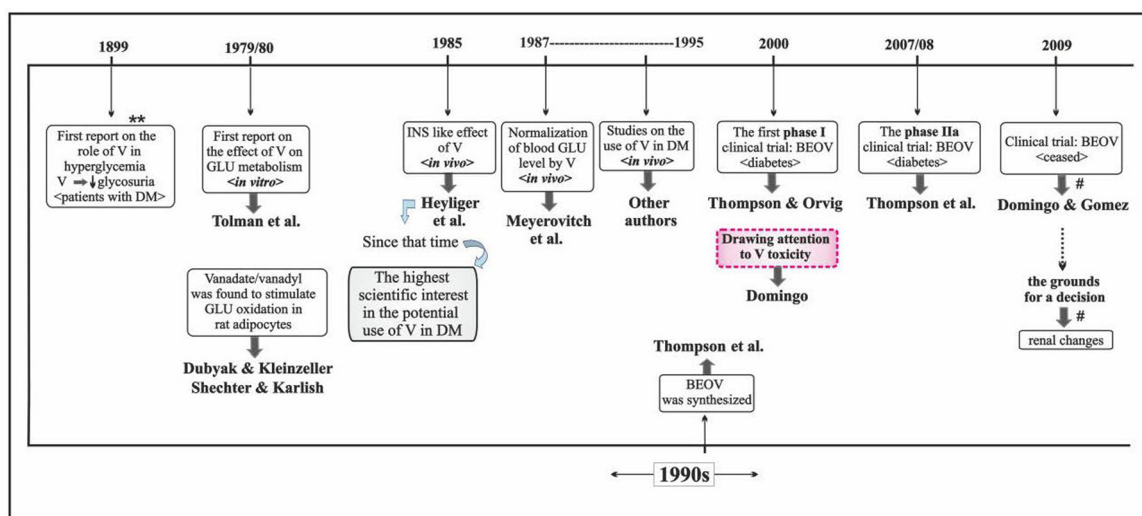 1899
1979/80
1985
1987----------------------1995
2000
2007/08
2009
**
First report on the
role of V in
hyperglycemia
V ➡ ↓ glycosuria
<patients with DM>
First report on
the effect of V on
GLU metabolism
<in vitro>
Tolman et al.
Vanadate/vanadyl
was found to stimulate
GLU oxidation in
rat adipocytes
Dubyak & Kleinzeller
Shechter & Karlish
INS like effect
of V
<in vivo>
Heyliger
et al.
Since that time
The highest
scientific interest
in the potential
use of V in DM
Normalization
of blood GLU
level by V
<in vivo>
Meyerovitch
et al.
Studies on the
use of V in DM
<in vivo>
Other
authors
The first phase I
clinical trial: BEOV
<diabetes>
Thompson & Orvig
Drawing attention
to V toxicity
Domingo
The phase IIa
clinical trial: BEOV
<diabetes>
Thompson et al.
Clinical trial: BEOV
<ceased>
#
Domingo & Gomez
the grounds
for a decision
#
renal changes
Thompson et al.
BEOV
was synthesized
1990s